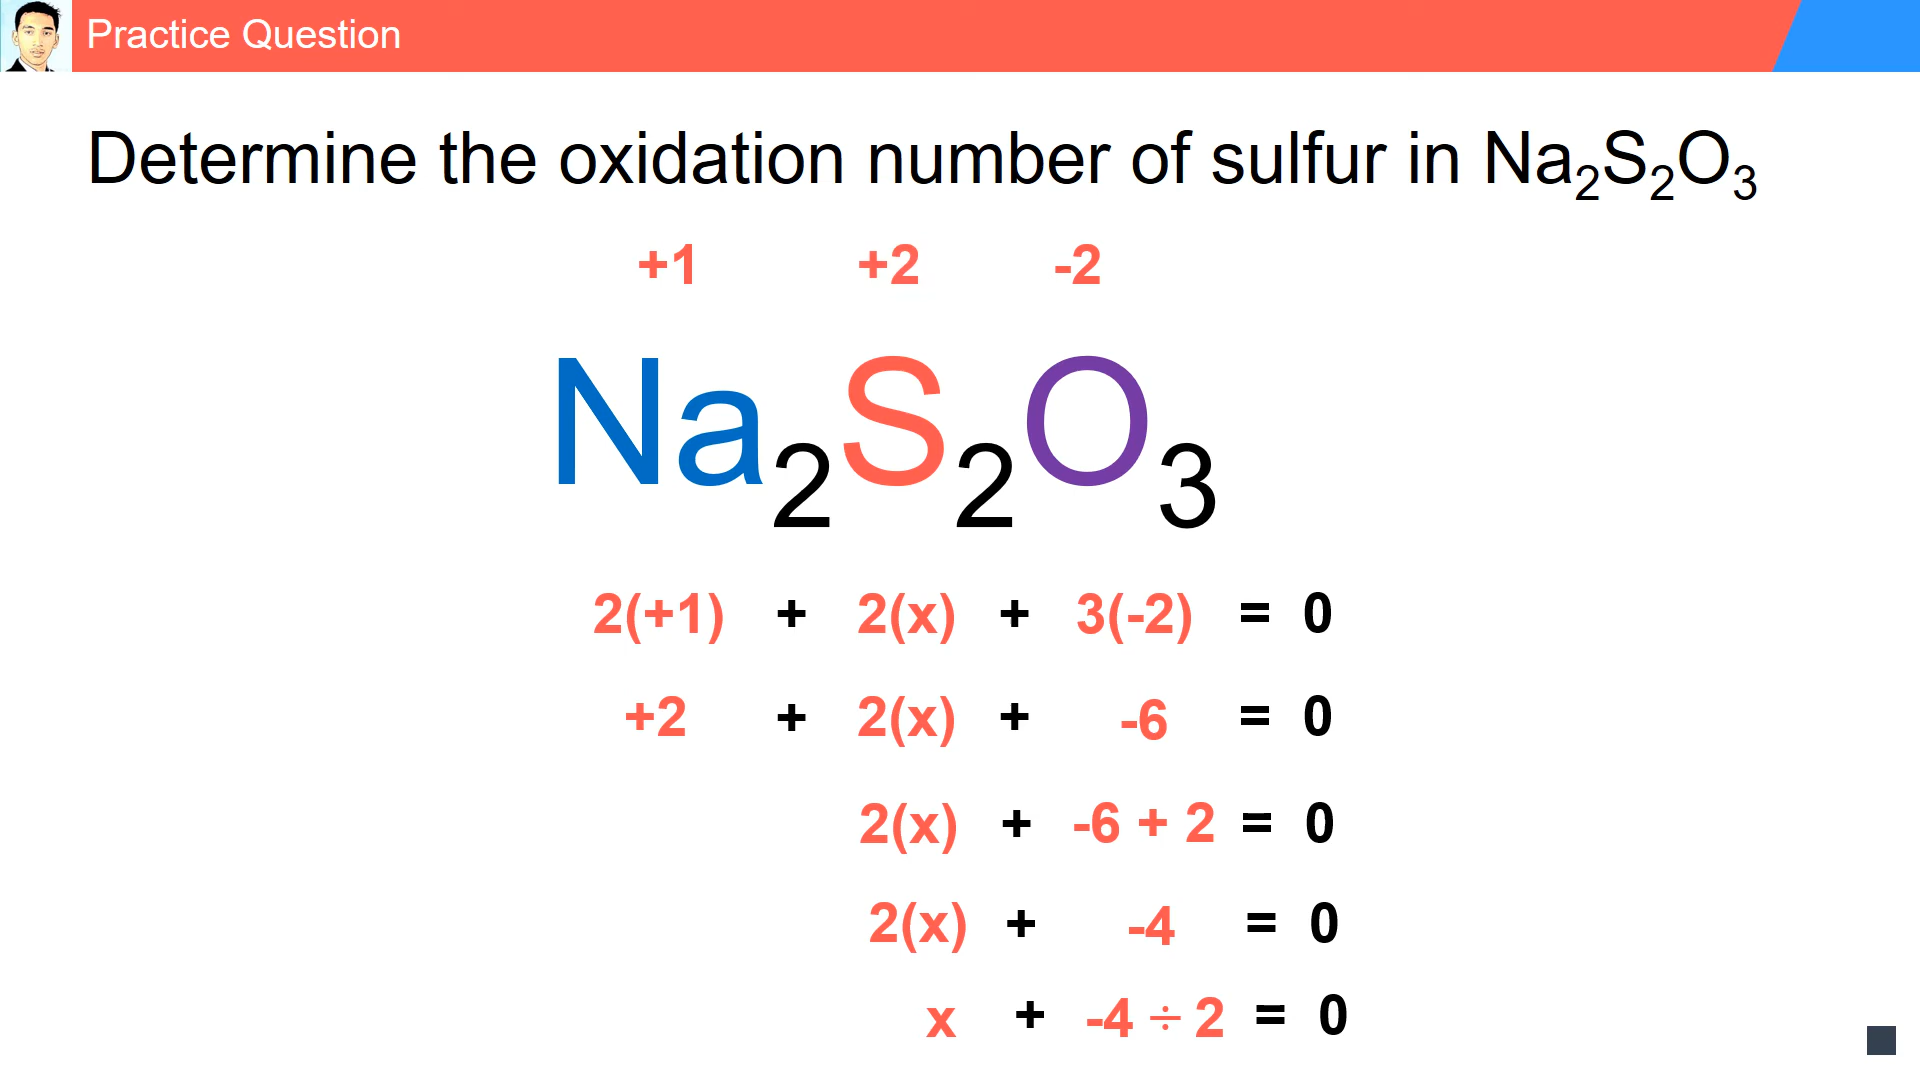 Practice Question
Determine the oxidation number of sulfur in Na₂S₂O₃
+1 +2 -2
Na₂S₂O₃
2(+1) + 2(x) + 3(-2) = 0
+2 + 2(x) + -6 = 0
2(x) + -6 + 2 = 0
2(x) + -4 = 0
x + -4 ÷ 2 = 0